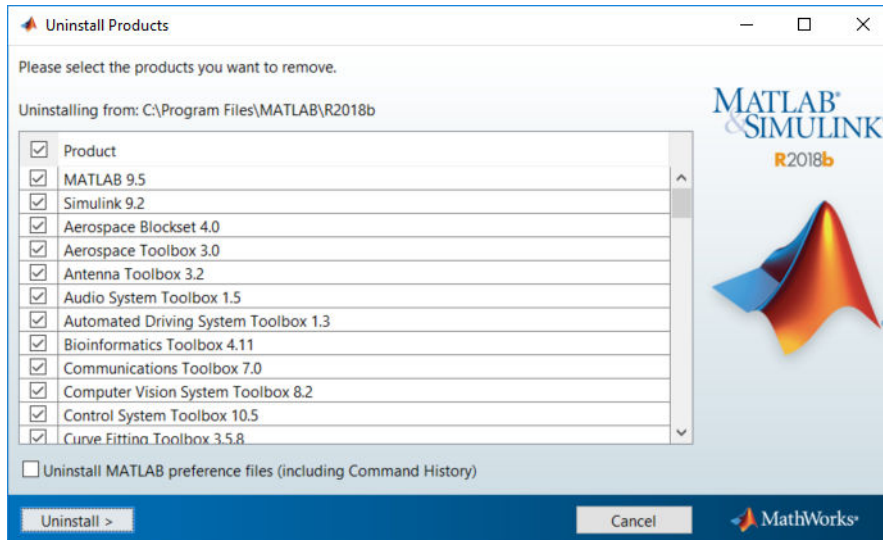 Uninstall Products
Please select the products you want to remove.
Uninstalling from: C:\Program Files\MATLAB\R2018b
MATLAB®
&SIMULINK®
R2018b
Product
MATLAB 9.5
Simulink 9.2
Aerospace Blockset 4.0
Aerospace Toolbox 3.0
Antenna Toolbox 3.2
Audio System Toolbox 1.5
Automated Driving System Toolbox 1.3
Bioinformatics Toolbox 4.11
Communications Toolbox 7.0
Computer Vision System Toolbox 8.2
Control System Toolbox 10.5
Curve Fitting Toolbox 3.5.8
Uninstall MATLAB preference files (including Command History)
Uninstall >
Cancel
MathWorks®